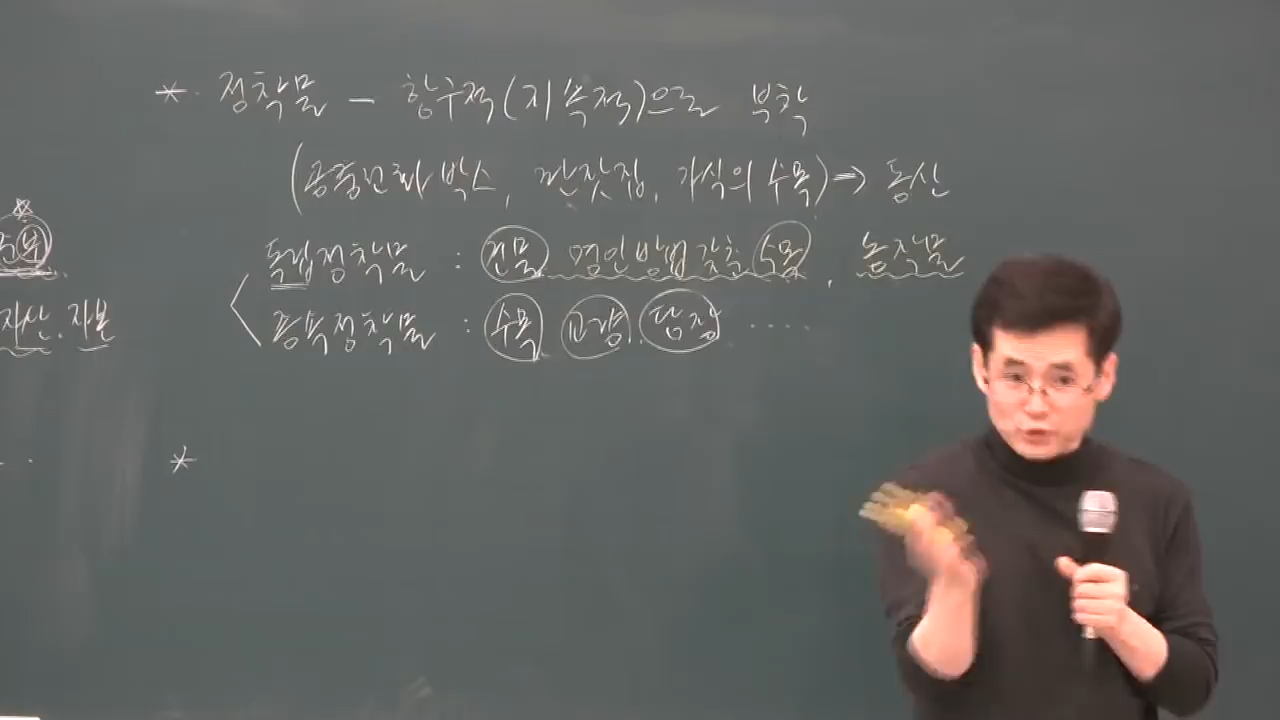 * 정착물 - 항구적(지속적)으로 부착
(공중전화박스, 판잣집, 가식의 수목) → 동산
독립정착물 : 건물 명인방법 갖춘 수목, 농작물
종속정착물 : 수목, 교량, 담장 ····
*
자산. 자본